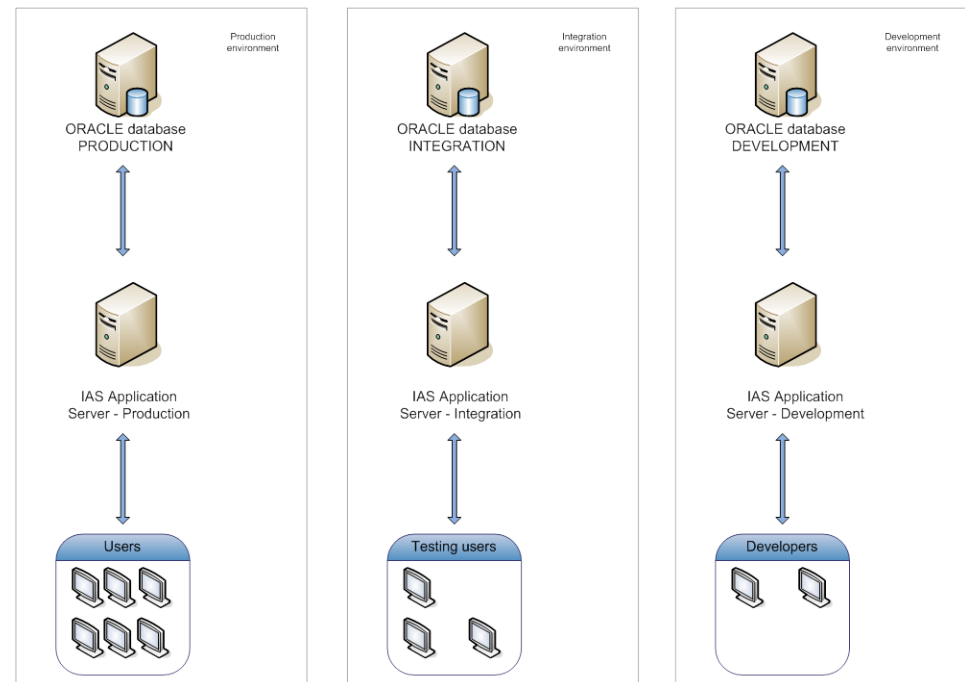 Production
environment
ORACLE database
PRODUCTION
IAS Application
Server - Production
Users
Integration
environment
ORACLE database
INTEGRATION
IAS Application
Server - Integration
Testing users
Development
environment
ORACLE database
DEVELOPMENT
IAS Application
Server - Development
Developers